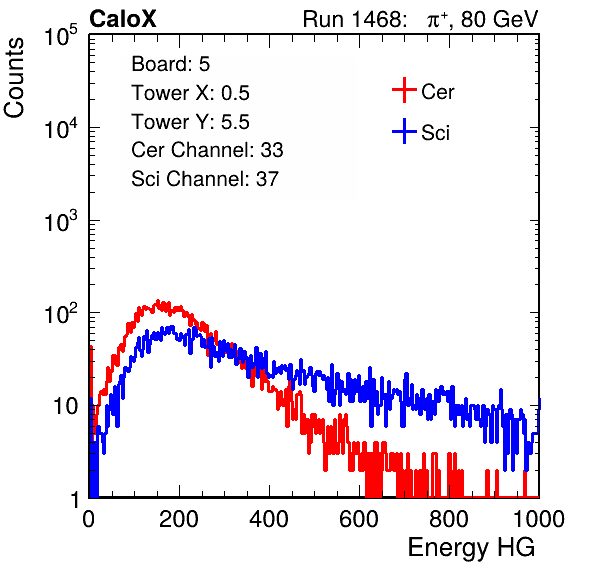 CaloX Run 1468: π⁺, 80 GeV
Counts
10⁵
10⁴
10³
10²
10
1
Board: 5
Tower X: 0.5
Tower Y: 5.5
Cer Channel: 33
Sci Channel: 37
Cer
Sci
0 200 400 600 800 1000
Energy HG